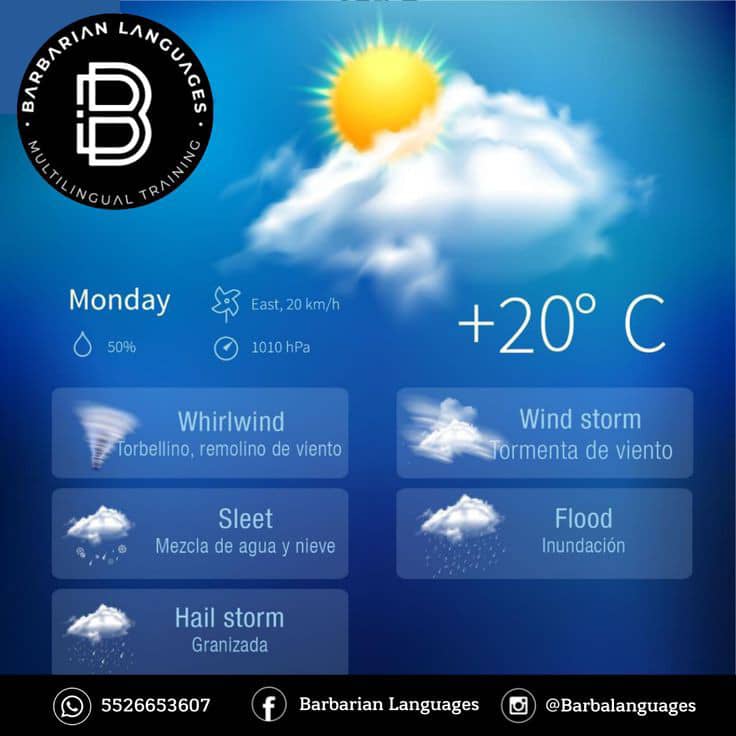 BARBARIAN LANGUAGES
B
MULTILINGUAL TRAINING
Monday
East, 20 km/h
50%
1010 hPa
+20° C
Whirlwind
Torbellino, remolino de viento
Wind storm
Tormenta de viento
Sleet
Mezcla de agua y nieve
Flood
Inundación
Hail storm
Granizada
5526653607
Barbarian Languages
@Barbalanguages